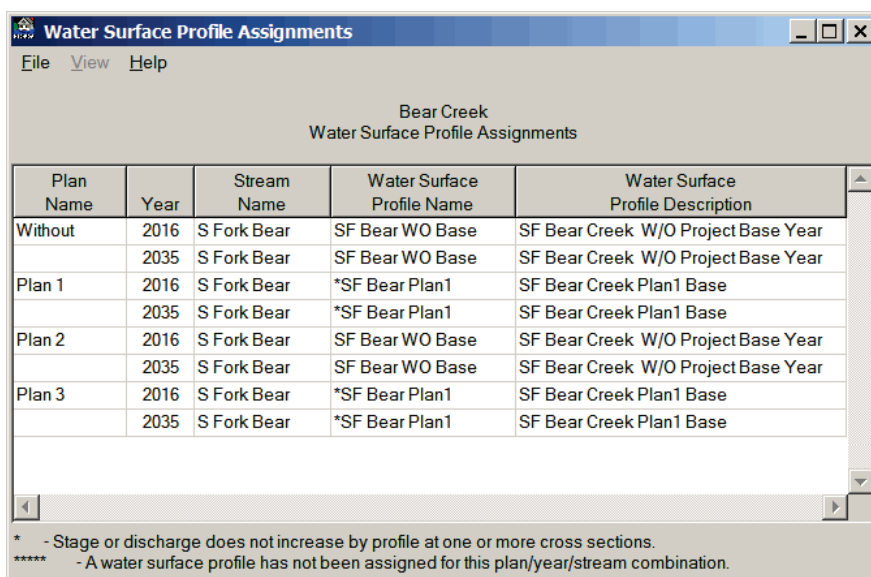 Water Surface Profile Assignments
File View Help
Bear Creek
Water Surface Profile Assignments
Plan Name Year Stream Name Water Surface Profile Name Water Surface Profile Description
Without 2016 S Fork Bear SF Bear WO Base SF Bear Creek W/O Project Base Year
2035 S Fork Bear SF Bear WO Base SF Bear Creek W/O Project Base Year
Plan 1 2016 S Fork Bear *SF Bear Plan1 SF Bear Creek Plan1 Base
2035 S Fork Bear *SF Bear Plan1 SF Bear Creek Plan1 Base
Plan 2 2016 S Fork Bear SF Bear WO Base SF Bear Creek W/O Project Base Year
2035 S Fork Bear SF Bear WO Base SF Bear Creek W/O Project Base Year
Plan 3 2016 S Fork Bear *SF Bear Plan1 SF Bear Creek Plan1 Base
2035 S Fork Bear *SF Bear Plan1 SF Bear Creek Plan1 Base
* - Stage or discharge does not increase by profile at one or more cross sections.
***** - A water surface profile has not been assigned for this plan/year/stream combination.